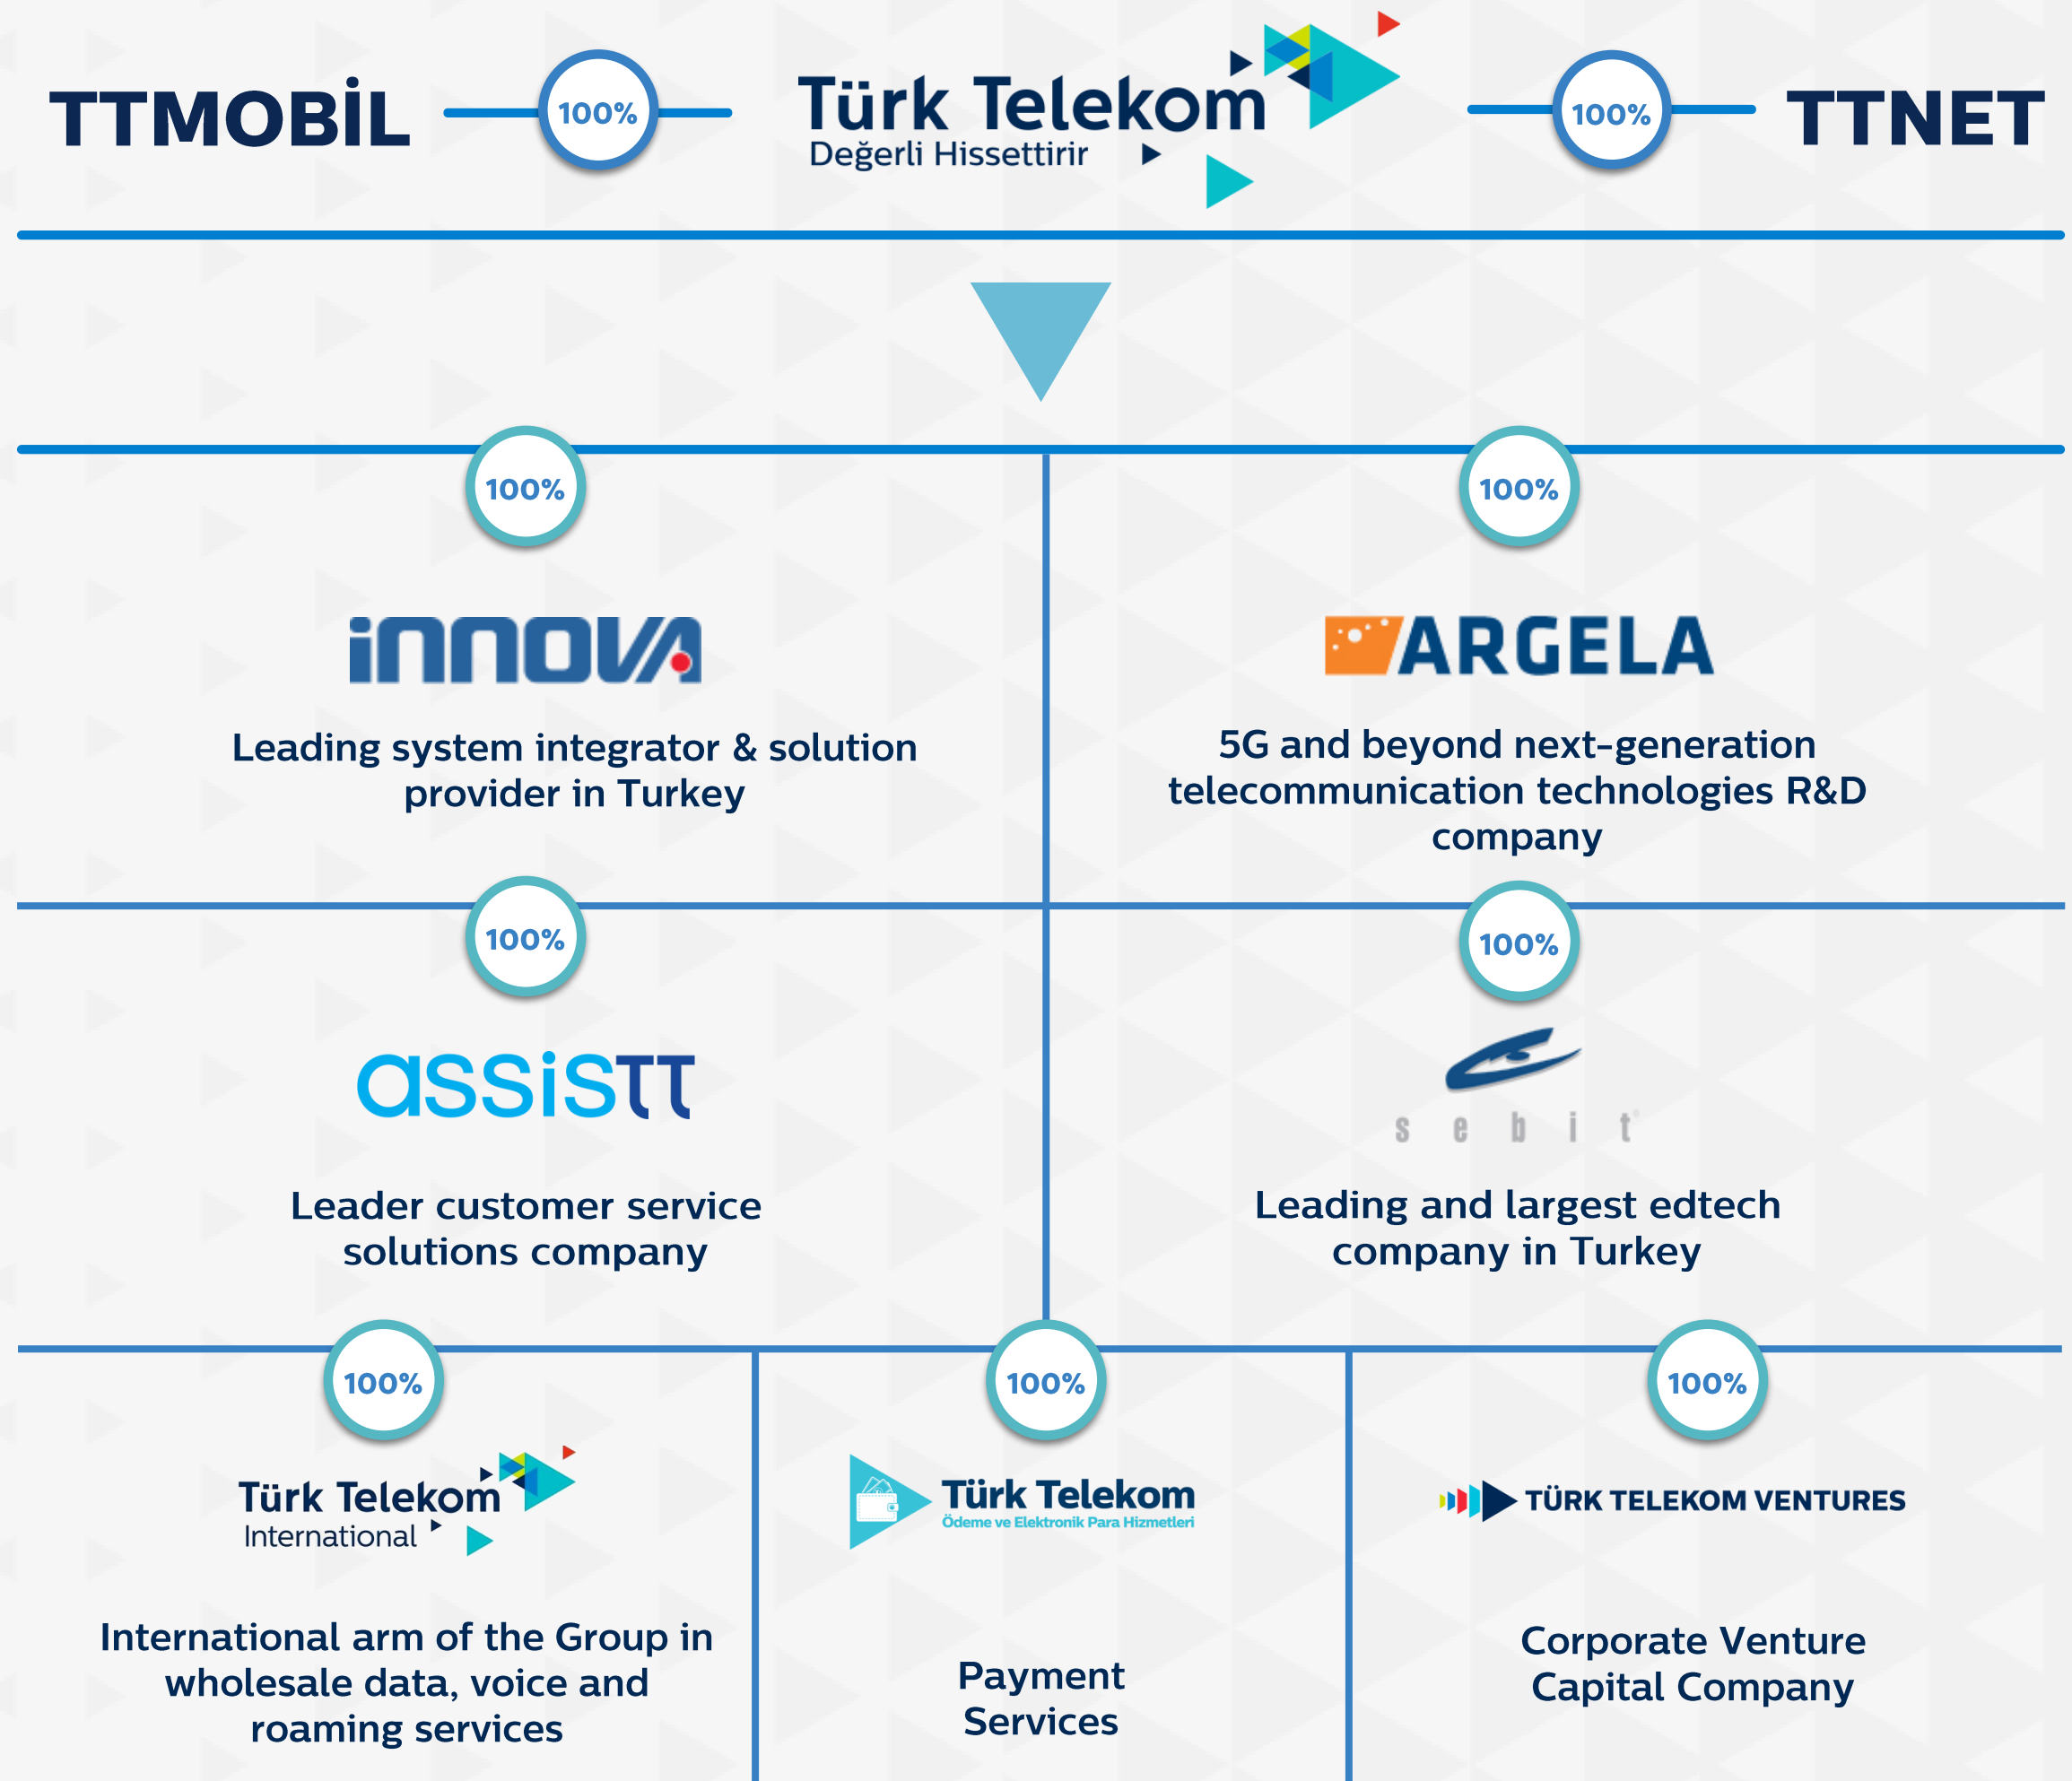 TTMOBİL
100%
Türk Telekom
Değerli Hissettirir
100%
TTNET
100%
100%
innova
ARGELA
Leading system integrator & solution
provider in Turkey
5G and beyond next-generation
telecommunication technologies R&D
company
100%
100%
assisTT
sebit
Leader customer service
solutions company
Leading and largest edtech
company in Turkey
100%
100%
100%
Türk Telekom
International
Türk Telekom
Ödeme ve Elektronik Para Hizmetleri
TÜRK TELEKOM VENTURES
International arm of the Group in
wholesale data, voice and
roaming services
Payment
Services
Corporate Venture
Capital Company